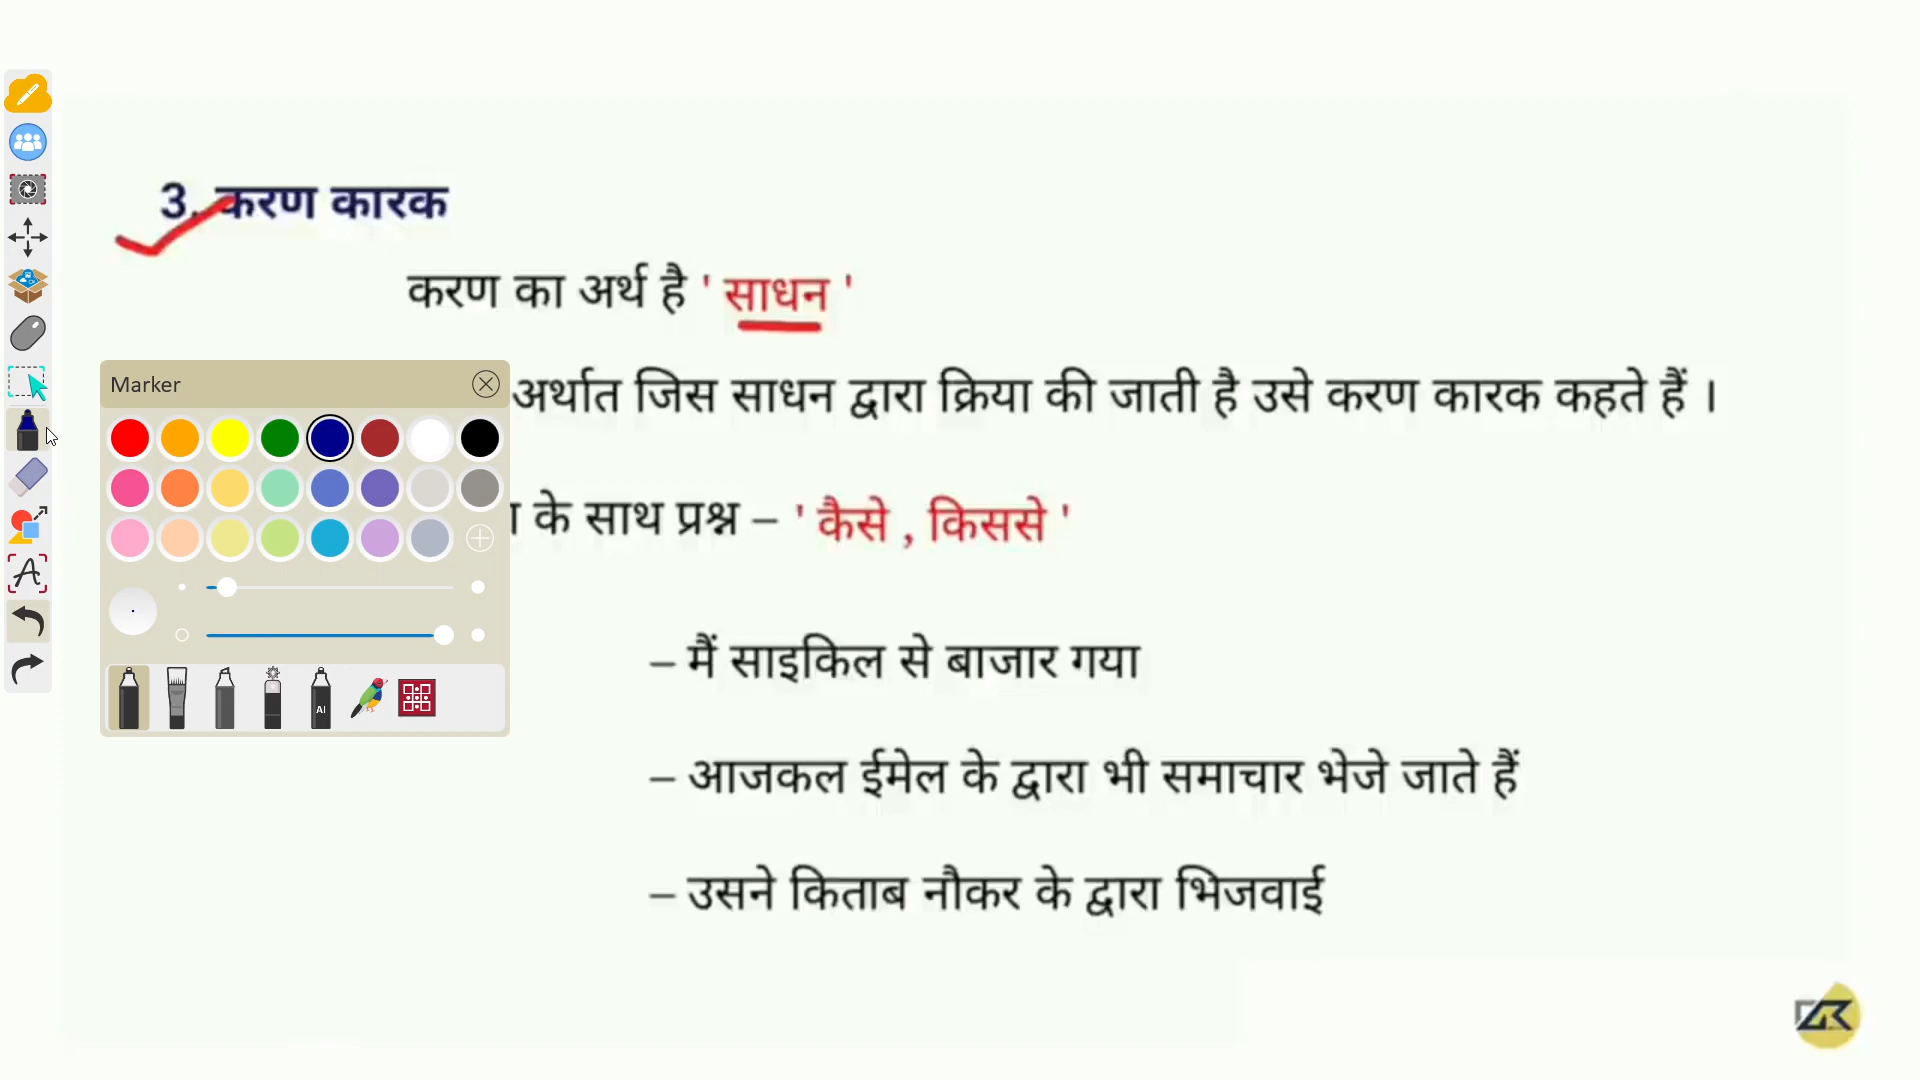 3. करण कारक
करण का अर्थ है ' साधन '
Marker
अर्थात जिस साधन द्वारा क्रिया की जाती है उसे करण कारक कहते हैं ।
के साथ प्रश्न – ' कैसे , किससे '
– मैं साइकिल से बाजार गया
AI
– आजकल ईमेल के द्वारा भी समाचार भेजे जाते हैं
– उसने किताब नौकर के द्वारा भिजवाई